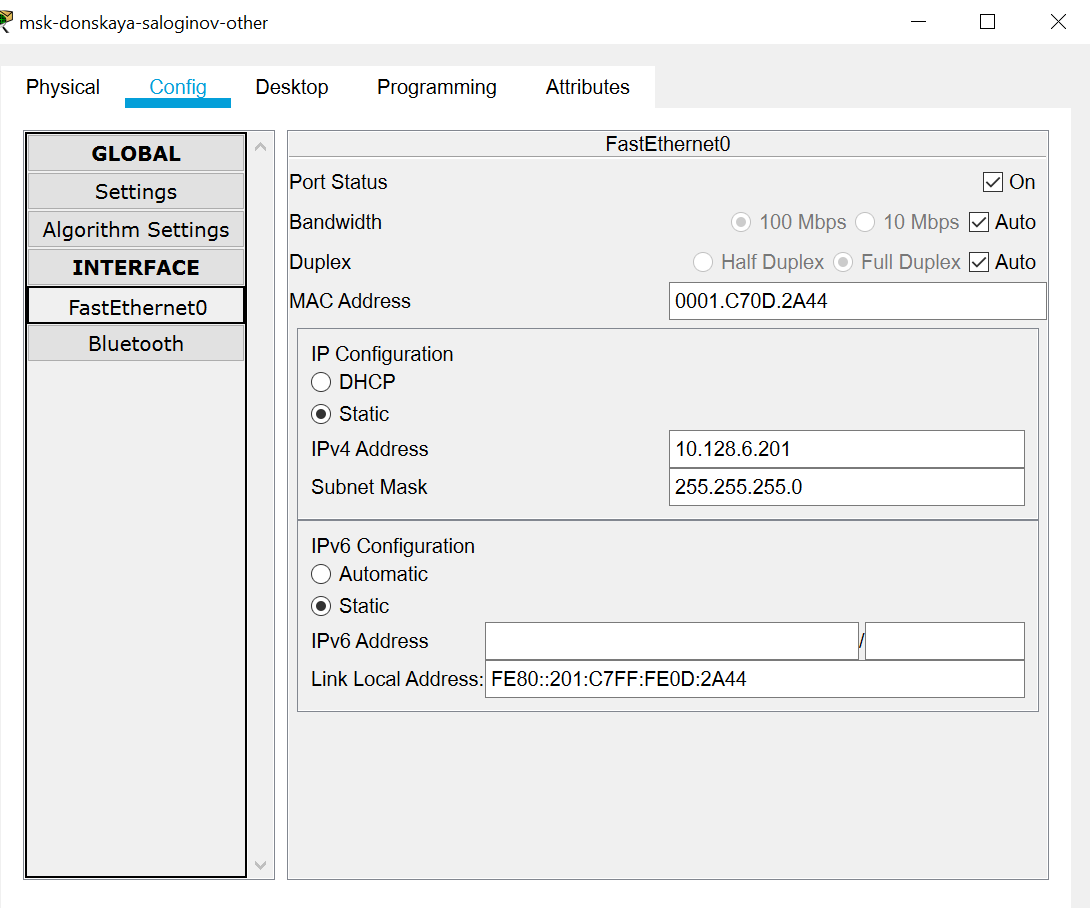 msk-donskaya-saloginov-other
Physical Config Desktop Programming Attributes
GLOBAL
Settings
Algorithm Settings
INTERFACE
FastEthernet0
Bluetooth
FastEthernet0
Port Status On
Bandwidth 100 Mbps 10 Mbps Auto
Duplex Half Duplex Full Duplex Auto
MAC Address 0001.C70D.2A44
IP Configuration
DHCP
Static
IPv4 Address 10.128.6.201
Subnet Mask 255.255.255.0
IPv6 Configuration
Automatic
Static
IPv6 Address /
Link Local Address: FE80::201:C7FF:FE0D:2A44